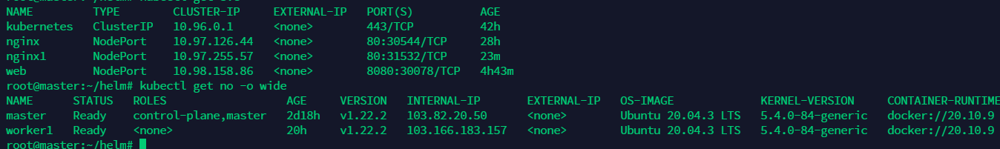 root@master:~/helm# kubectl get svc
NAME TYPE CLUSTER-IP EXTERNAL-IP PORT(S) AGE
kubernetes ClusterIP 10.96.0.1 <none> 443/TCP 42h
nginx NodePort 10.97.126.44 <none> 80:30544/TCP 28h
nginx1 NodePort 10.97.255.57 <none> 80:31532/TCP 23m
web NodePort 10.98.158.86 <none> 8080:30078/TCP 4h43m
root@master:~/helm# kubectl get no -o wide
NAME STATUS ROLES AGE VERSION INTERNAL-IP EXTERNAL-IP OS-IMAGE KERNEL-VERSION CONTAINER-RUNTIME
master Ready control-plane,master 2d18h v1.22.2 103.82.20.50 <none> Ubuntu 20.04.3 LTS 5.4.0-84-generic docker://20.10.9
worker1 Ready <none> 20h v1.22.2 103.166.183.157 <none> Ubuntu 20.04.3 LTS 5.4.0-84-generic docker://20.10.9
root@master:~/helm#